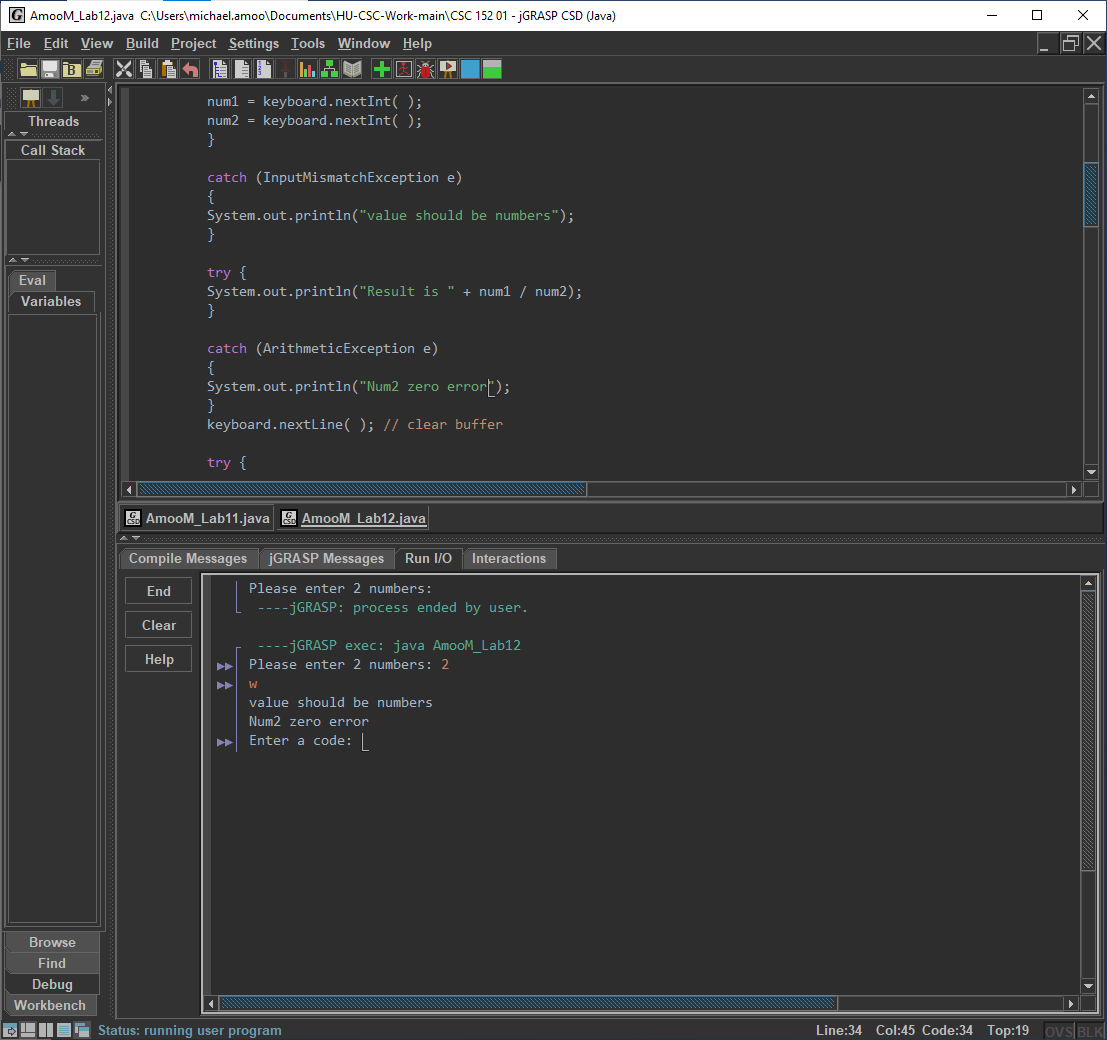 AmooM_Lab12.java  C:\Users\michael.amoo\Documents\HU-CSC-Work-main\CSC 152 01 - jGRASP CSD (Java)
File Edit View Build Project Settings Tools Window Help
Threads
Call Stack
Eval
Variables
Browse
Find
Debug
Workbench
num1 = keyboard.nextInt( );
num2 = keyboard.nextInt( );
}
catch (InputMismatchException e)
{
System.out.println("value should be numbers");
}
try {
System.out.println("Result is " + num1 / num2);
}
catch (ArithmeticException e)
{
System.out.println("Num2 zero error");
}
keyboard.nextLine( ); // clear buffer
try {
AmooM_Lab11.java AmooM_Lab12.java
Compile Messages jGRASP Messages Run I/O Interactions
End
Clear
Help
Please enter 2 numbers:
----jGRASP: process ended by user.
----jGRASP exec: java AmooM_Lab12
Please enter 2 numbers: 2
w
value should be numbers
Num2 zero error
Enter a code:
Status: running user program
Line:34 Col:45 Code:34 Top:19 OVS BLK